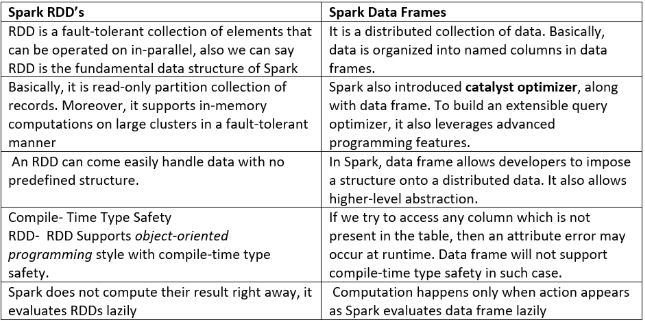 Spark RDD's
Spark Data Frames
RDD is a fault-tolerant collection of elements that
can be operated on in-parallel, also we can say
RDD is the fundamental data structure of Spark
It is a distributed collection of data. Basically,
data is organized into named columns in data
frames.
Basically, it is read-only partition collection of
records. Moreover, it supports in-memory
computations on large clusters in a fault-tolerant
manner
Spark also introduced catalyst optimizer, along
with data frame. To build an extensible query
optimizer, it also leverages advanced
programming features.
An RDD can come easily handle data with no
predefined structure.
In Spark, data frame allows developers to impose
a structure onto a distributed data. It also allows
higher-level abstraction.
Compile- Time Type Safety
RDD- RDD Supports object-oriented
programming style with compile-time type
safety.
If we try to access any column which is not
present in the table, then an attribute error may
occur at runtime. Data frame will not support
compile-time type safety in such case.
Spark does not compute their result right away, it
evaluates RDDs lazily
Computation happens only when action appears
as Spark evaluates data frame lazily